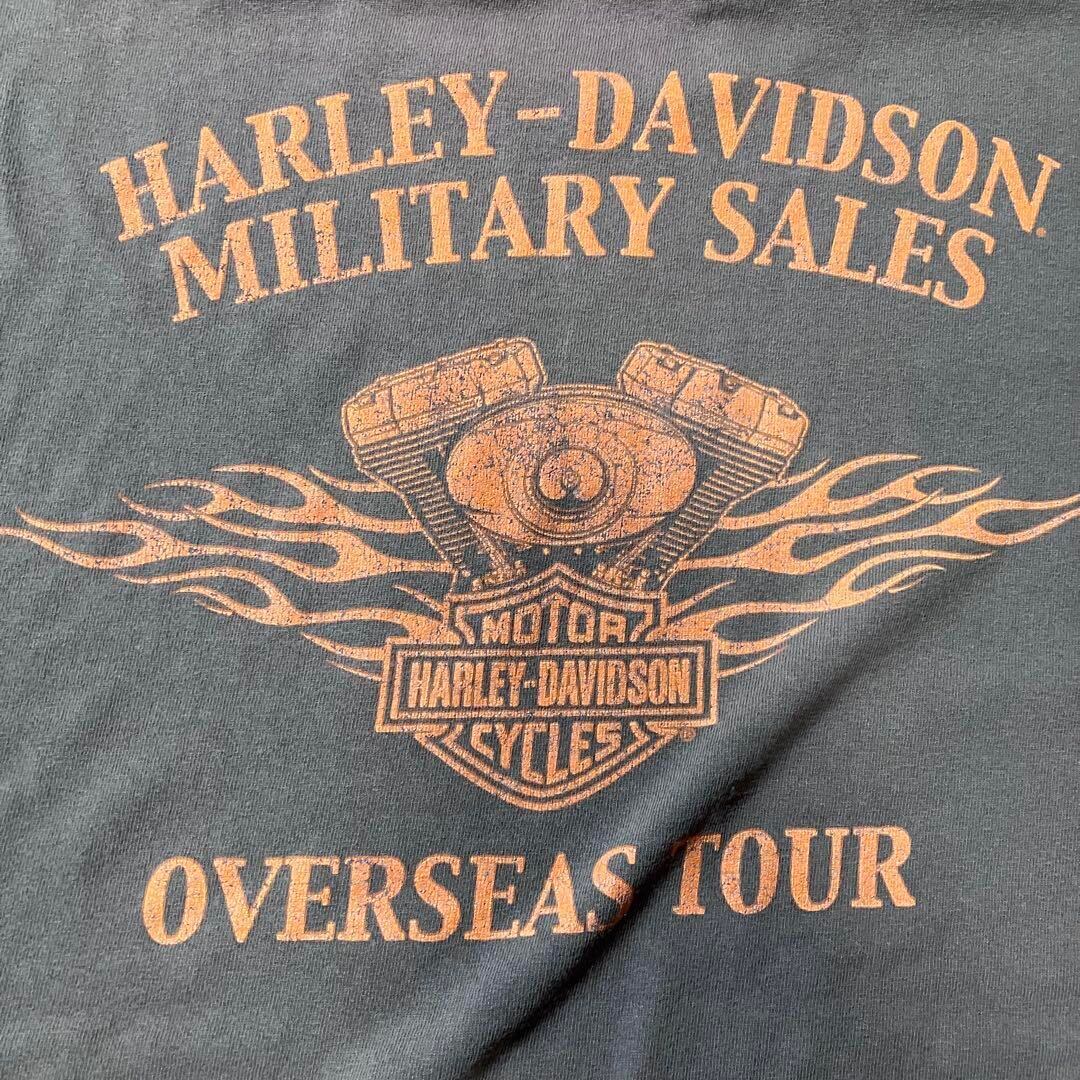 HARLEY-DAVIDSON
MILITARY SALES
MOTOR
HARLEY-DAVIDSON
CYCLES
®
OVERSEAS TOUR